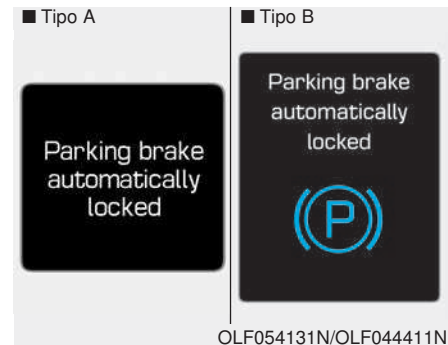 ■ Tipo A
Parking brake
automatically
locked
■ Tipo B
Parking brake
automatically
locked
P
OLF054131N/OLF044411N